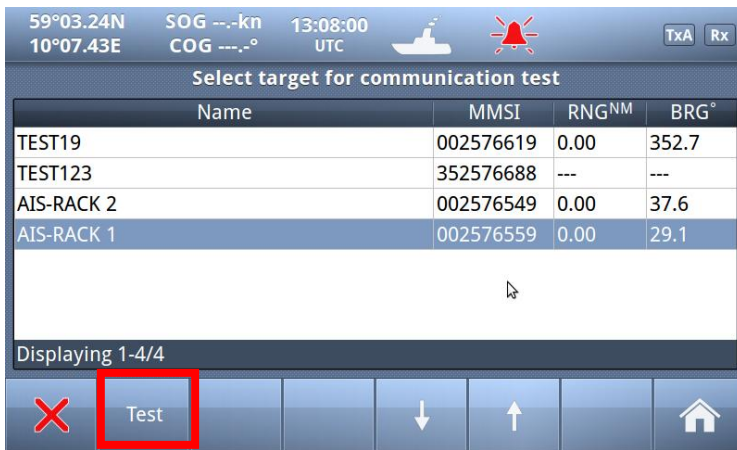 59°03.24N SOG --.-kn 13:08:00
10°07.43E COG ---.-° UTC TxA Rx
Select target for communication test
Name MMSI RNGNM BRG°
TEST19 002576619 0.00 352.7
TEST123 352576688 --- ---
AIS-RACK 2 002576549 0.00 37.6
AIS-RACK 1 002576559 0.00 29.1
Displaying 1-4/4
Test